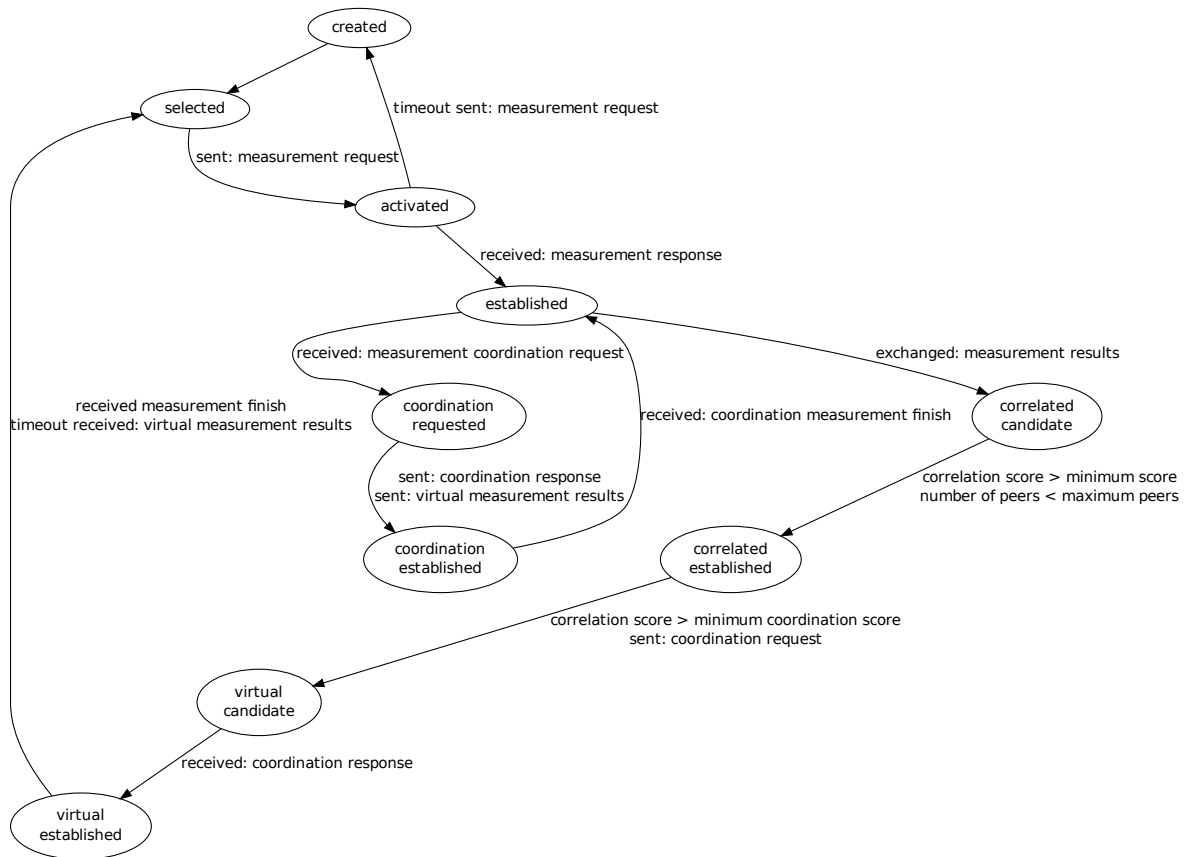 created
timeout sent: measurement request
selected
sent: measurement request
activated
received: measurement response
established
received: measurement coordination request
exchanged: measurement results
received measurement finish
timeout received: virtual measurement results
coordination
requested
received: coordination measurement finish
correlated
candidate
sent: coordination response
sent: virtual measurement results
correlation score > minimum score
number of peers < maximum peers
coordination
established
correlated
established
correlation score > minimum coordination score
sent: coordination request
virtual
candidate
received: coordination response
virtual
established